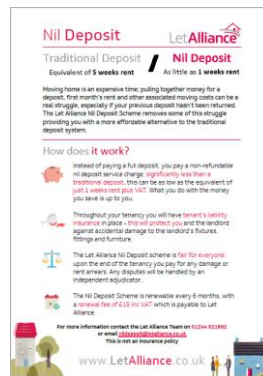 Nil Deposit
LetAlliance
Traditional Deposit
Equivalent of 5 weeks rent
/
Nil Deposit
As little as 1 weeks rent
Moving home is an expensive time; pulling together money for a
deposit, first month's rent and other associated moving costs can be a
real struggle, especially if your previous deposit hasn't been returned.
The Let Alliance Nil Deposit Scheme removes some of this struggle
providing you with a more affordable alternative to the traditional
deposit system.
How does it work?
Instead of paying a full deposit, you pay a non-refundable
nil deposit service charge, significantly less than a
traditional deposit, this can be as low as the equivalent of
just 1 weeks rent plus VAT. What you do with the money
you save is up to you.
Throughout your tenancy you will have tenant's liability
insurance in place - this will protect you and the landlord
against accidental damage to the landlord's fixtures,
fittings and furniture.
The Let Alliance Nil Deposit scheme is fair for everyone;
upon the end of the tenancy you pay for any damage or
rent arrears. Any disputes will be handled by an
independent adjudicator.
The Nil Deposit Scheme is renewable every 6 months, with
a renewal fee of £15 inc VAT which is payable to Let
Alliance.
For more information contact the Let Alliance Team on 01244 621882
or email nildeposit@letalliance.co.uk
This is not an insurance policy
www.LetAlliance.co.uk